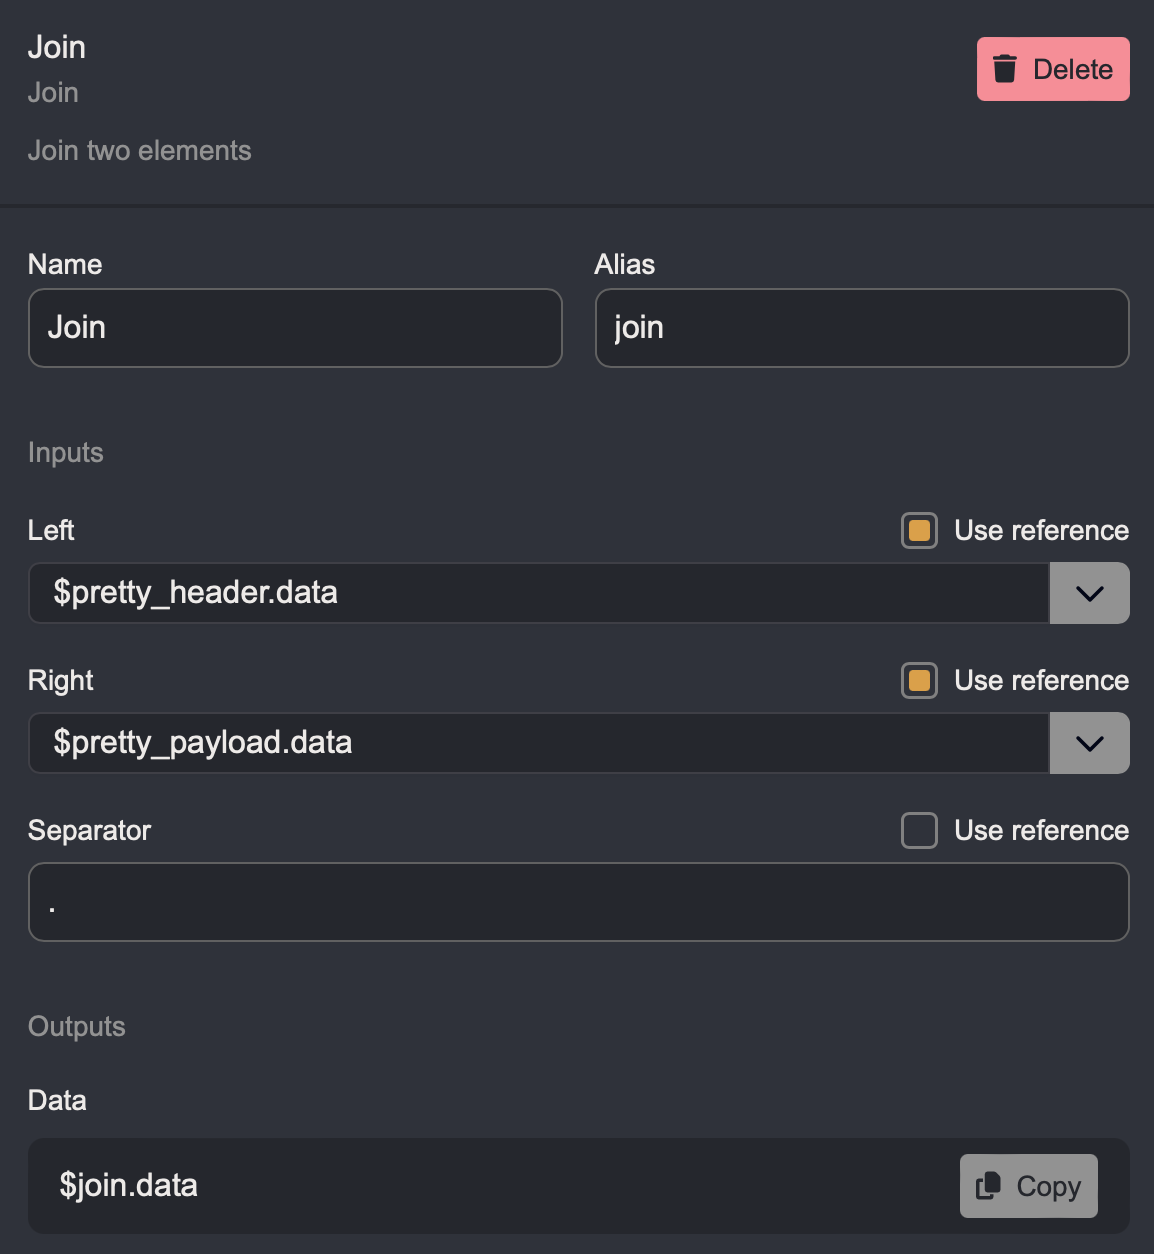 Join
Delete
Join
Join two elements
Name
Alias
Join
join
Inputs
Left
Use reference
$pretty_header.data
Right
Use reference
$pretty_payload.data
Separator
Use reference
.
Outputs
Data
$join.data
Copy